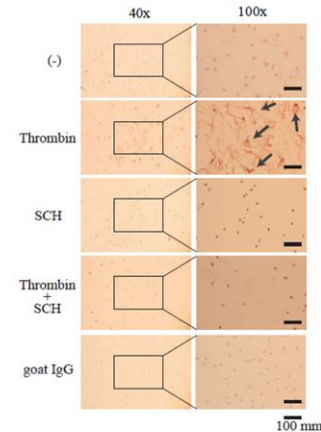 40x 100x
(-)
Thrombin
SCH
Thrombin
+
SCH
goat IgG
100 mm